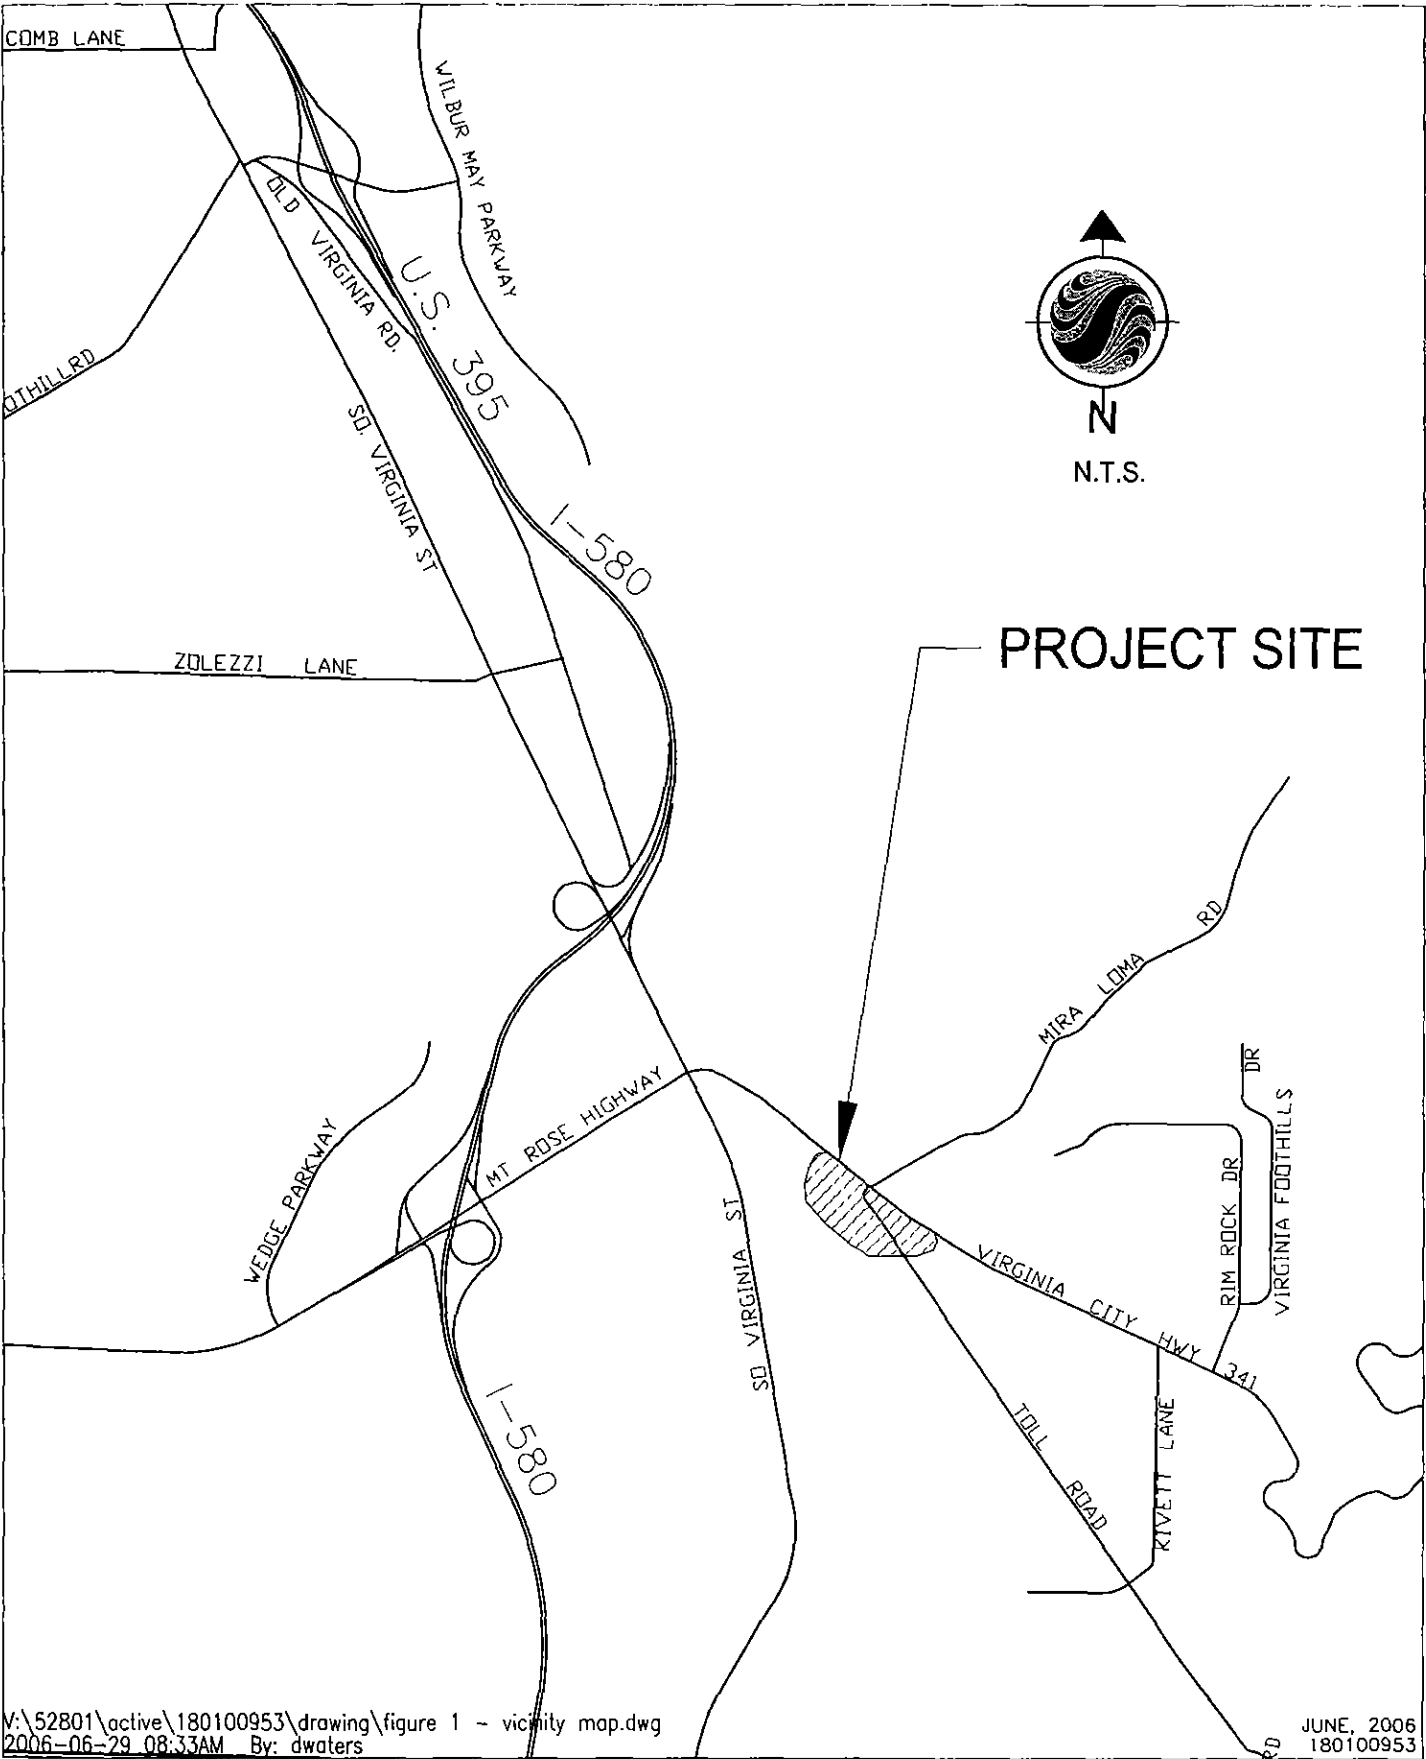 COMB LANE
WILBUR MAY PARKWAY
OLD VIRGINIA RD.
U.S. 395
OTHILLRD
SO. VIRGINIA ST
N
N.T.S.
I-580
PROJECT SITE
ZOLEZZI LANE
MIRA LOMA RD
MT ROSE HIGHWAY
WEDGE PARKWAY
DR
VIRGINIA FOOTHILLS
RIM ROCK DR
SO VIRGINIA ST
VIRGINIA CITY HWY 341
I-580
TOLL ROAD
RIVETT LANE
RD
V:\52801\active\180100953\drawing\figure 1 - vicinity map.dwg
2006-06-29 08:33AM By: dwaters
JUNE, 2006
180100953